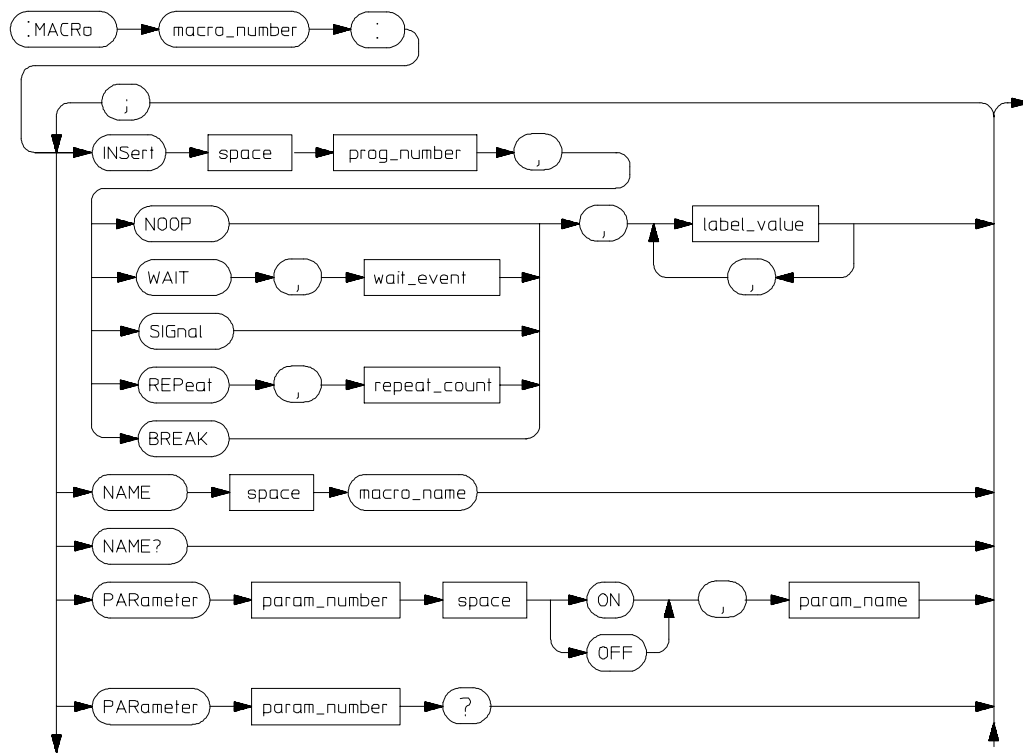 :MACRo macro_number :
;
INSert space prog_number ,
NOOP , label_value
WAIT , wait_event ,
SIGnal
REPeat , repeat_count
BREAK
NAME space macro_name
NAME?
PARameter param_number space ON , param_name
OFF
PARameter param_number ?